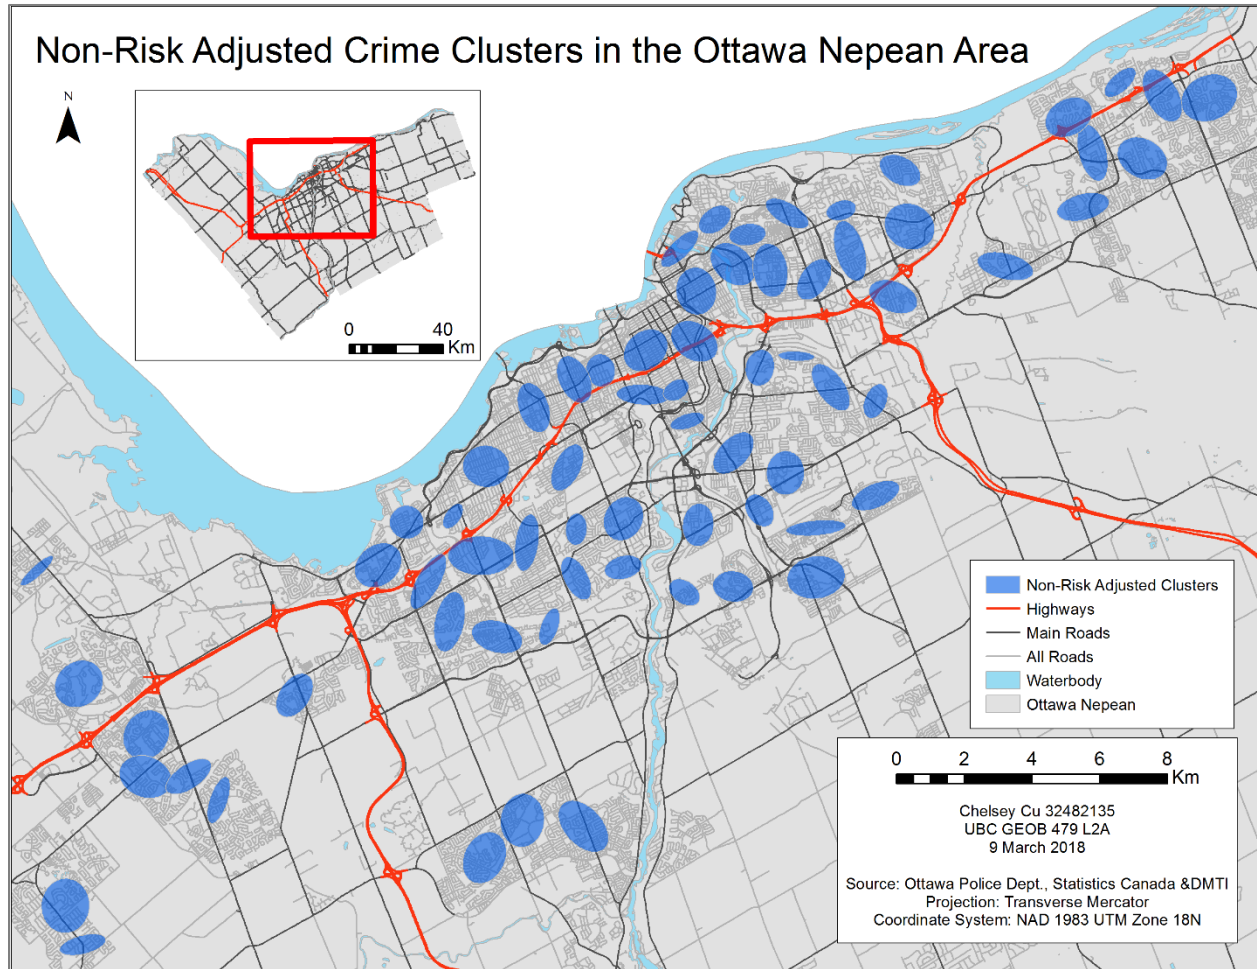 Non-Risk Adjusted Crime Clusters in the Ottawa Nepean Area
N
0 40
Km
Non-Risk Adjusted Clusters
Highways
Main Roads
All Roads
Waterbody
Ottawa Nepean
0 2 4 6 8
Km
Chelsey Cu 32482135
UBC GEOB 479 L2A
9 March 2018
Source: Ottawa Police Dept., Statistics Canada &DMTI
Projection: Transverse Mercator
Coordinate System: NAD 1983 UTM Zone 18N